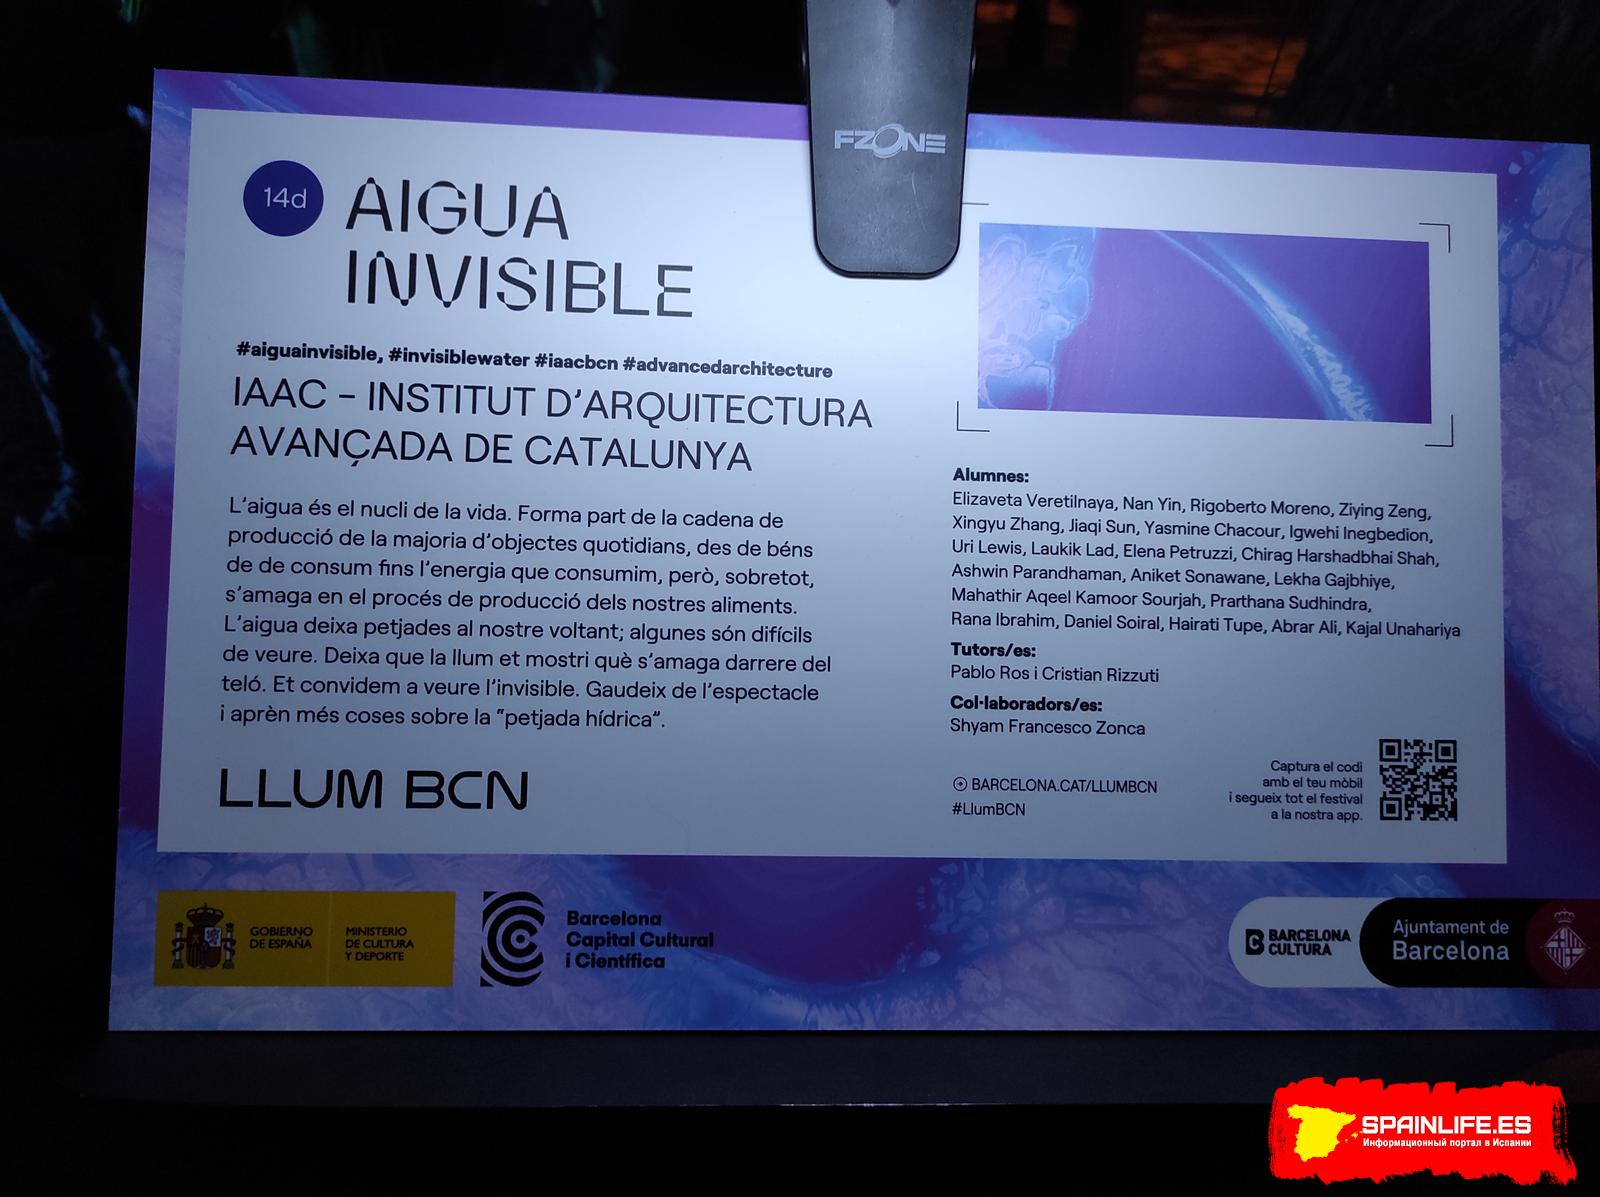 FZONE
14d
AIGUA
INVISIBLE
#aiguainvisible, #invisiblewater #iaacbcn #advancedarchitecture
IAAC – INSTITUT D'ARQUITECTURA
AVANÇADA DE CATALUNYA
L'aigua és el nucli de la vida. Forma part de la cadena de
producció de la majoria d'objectes quotidians, des de béns
de de consum fins l'energia que consumim, però, sobretot,
s'amaga en el procés de producció dels nostres aliments.
L'aigua deixa petjades al nostre voltant; algunes són difícils
de veure. Deixa que la llum et mostri què s'amaga darrere del
teló. Et convidem a veure l'invisible. Gaudeix de l'espectacle
i aprèn més coses sobre la "petjada hídrica".
LLUM BCN
Alumnes:
Elizaveta Veretilnaya, Nan Yin, Rigoberto Moreno, Ziying Zeng,
Xingyu Zhang, Jiaqi Sun, Yasmine Chacour, Igwehi Inegbedion,
Uri Lewis, Laukik Lad, Elena Petruzzi, Chirag Harshadbhai Shah,
Ashwin Parandhaman, Aniket Sonawane, Lekha Gajbhiye,
Mahathir Aqeel Kamoor Sourjah, Prarthana Sudhindra,
Rana Ibrahim, Daniel Soiral, Hairati Tupe, Abrar Ali, Kajal Unahariya
Tutors/es:
Pablo Ros i Cristian Rizzuti
Col·laboradors/es:
Shyam Francesco Zonca
BARCELONA.CAT/LLUMBCN
#LlumBCN
Captura el codi
amb el teu mòbil
i segueix tot el festival
a la nostra app.
GOBIERNO
DE ESPAÑA
MINISTERIO
DE CULTURA
Y DEPORTE
Barcelona
Capital Cultural
i Científica
BARCELONA
CULTURA
Ajuntament de
Barcelona
SPAINLIFE.ES
Информационный портал в Испании